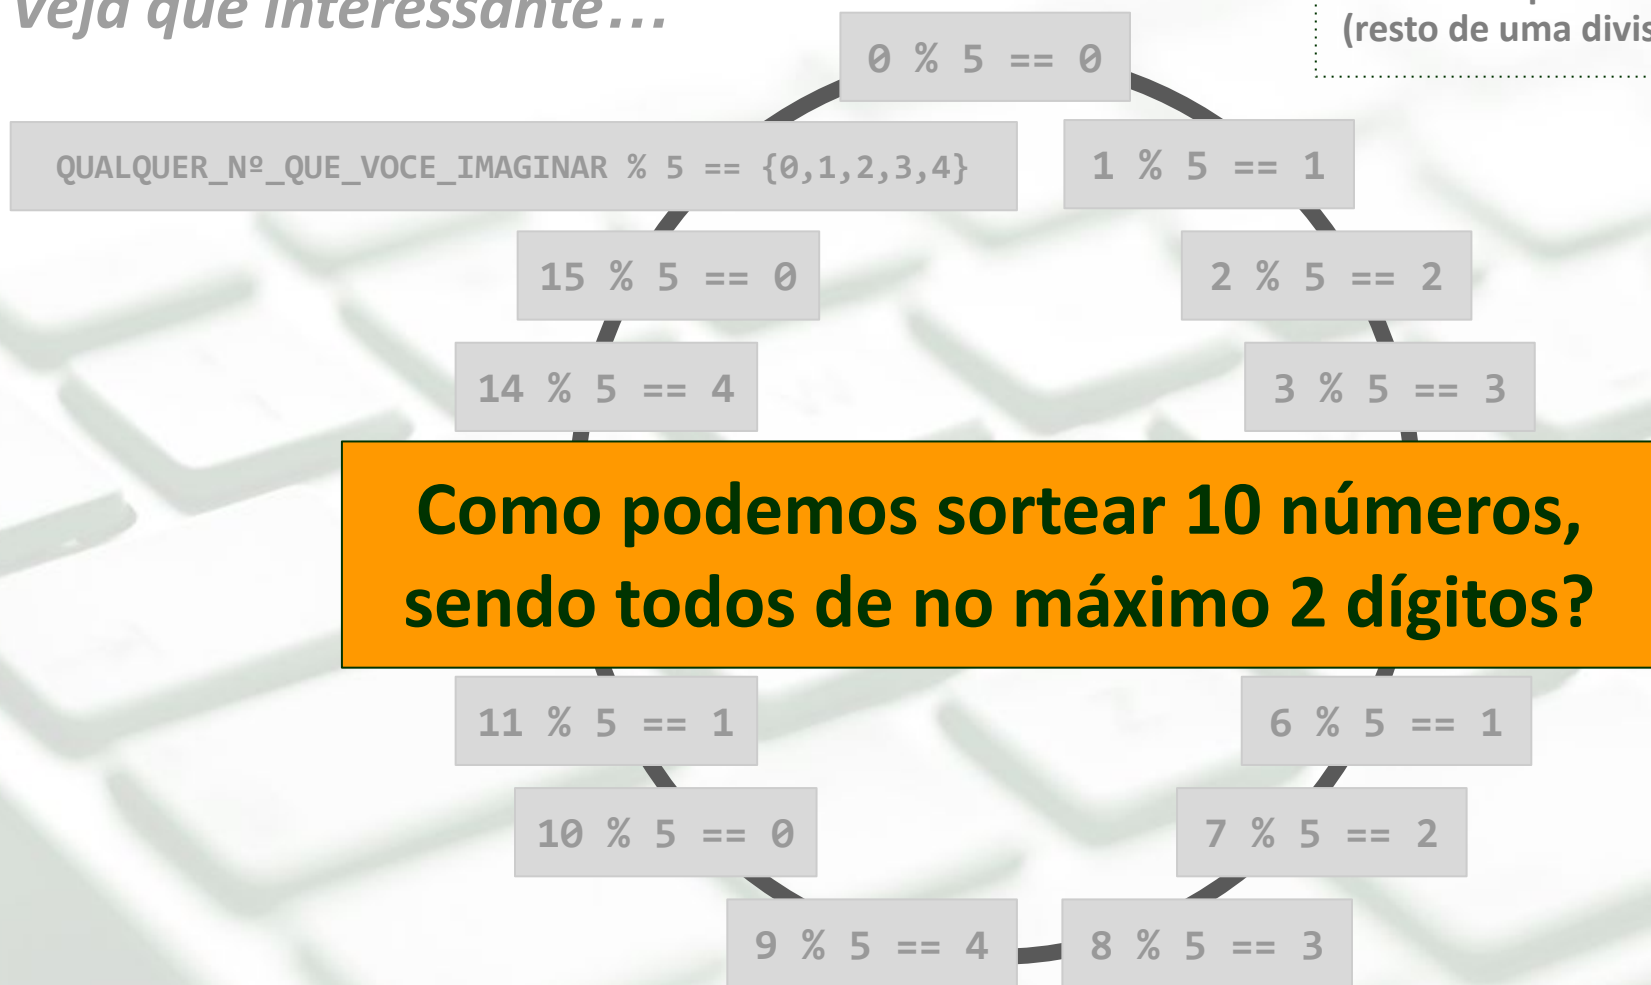 Veja que interessante...
(resto de uma
0 % 5 == 0
QUALQUER_Nº_QUE_VOCE_IMAGINAR % 5 == {0,1,2,3,4}
1 % 5 == 1
15 % 5 == 0
2 % 5 == 2
14 % 5 == 4
3 % 5 == 3
Como podemos sortear 10 números,
sendo todos de no máximo 2 dígitos?
11 % 5 == 1
6 % 5 == 1
10 % 5 == 0
7 % 5 == 2
9 % 5 == 4
8 % 5 == 3